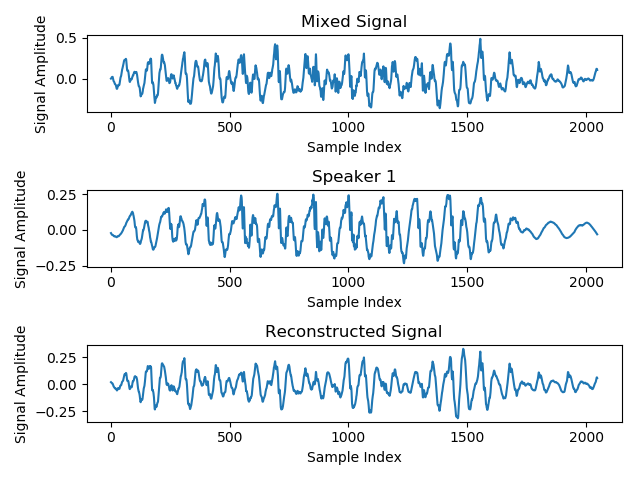 Mixed Signal
Signal Amplitude
0.5
0.0
0 500 1000 1500 2000
Sample Index
Speaker 1
Signal Amplitude
0.25
0.00
−0.25
0 500 1000 1500 2000
Sample Index
Reconstructed Signal
Signal Amplitude
0.25
0.00
−0.25
0 500 1000 1500 2000
Sample Index